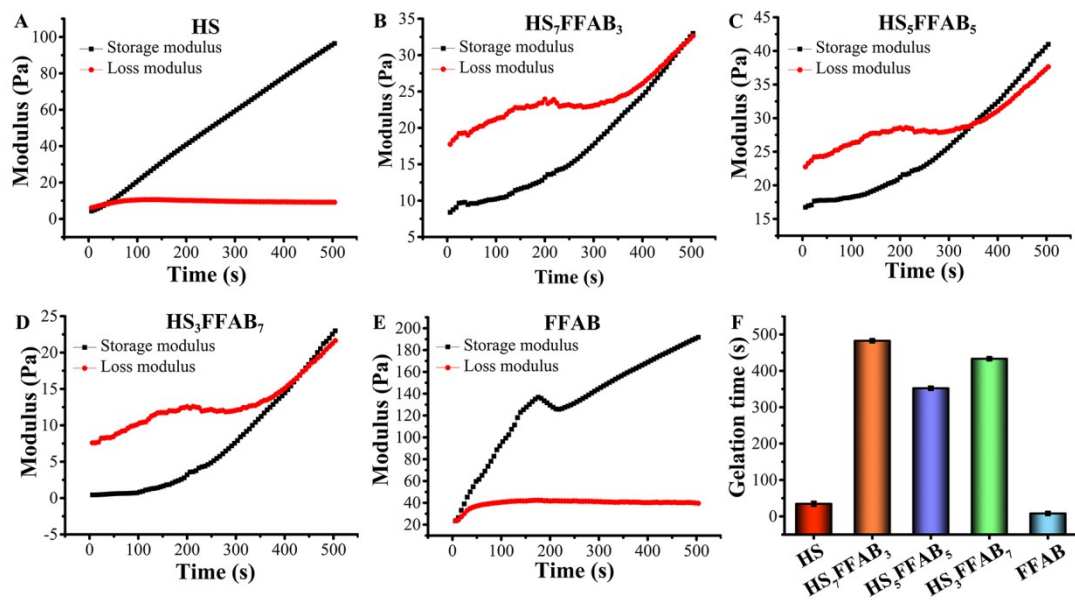 A
HS
Storage modulus
Loss modulus
Modulus (Pa)
100
80
60
40
20
0
0 100 200 300 400 500
Time (s)
B
HS7FFAB3
Storage modulus
Loss modulus
Modulus (Pa)
35
30
25
20
15
10
5
0 100 200 300 400 500
Time (s)
C
HS5FFAB5
Storage modulus
Loss modulus
Modulus (Pa)
45
40
35
30
25
20
15
0 100 200 300 400 500
Time (s)
D
HS3FFAB7
Storage modulus
Loss modulus
Modulus (Pa)
25
20
15
10
5
0
-5
0 100 200 300 400 500
Time (s)
E
FFAB
Storage modulus
Loss modulus
Modulus (Pa)
200
180
160
140
120
100
80
60
40
20
0 100 200 300 400 500
Time (s)
F
Gelation time (s)
500
400
300
400
300
200
100
0
HS
HS7FFAB3
HS5FFAB5
HS3FFAB7
FFAB